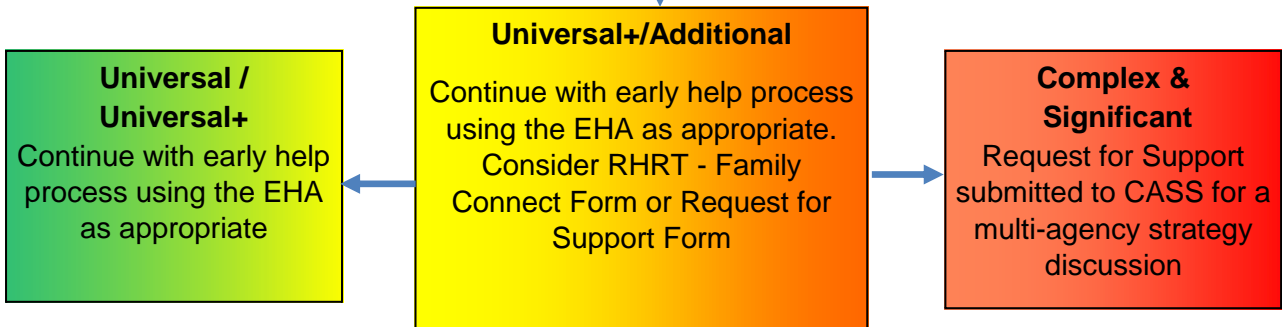 Universal /
Universal+
Continue with early help
process using the EHA
as appropriate
Universal+/Additional
Continue with early help process
using the EHA as appropriate.
Consider RHRT - Family
Connect Form or Request for
Support Form
Complex &
Significant
Request for Support
submitted to CASS for a
multi-agency strategy
discussion